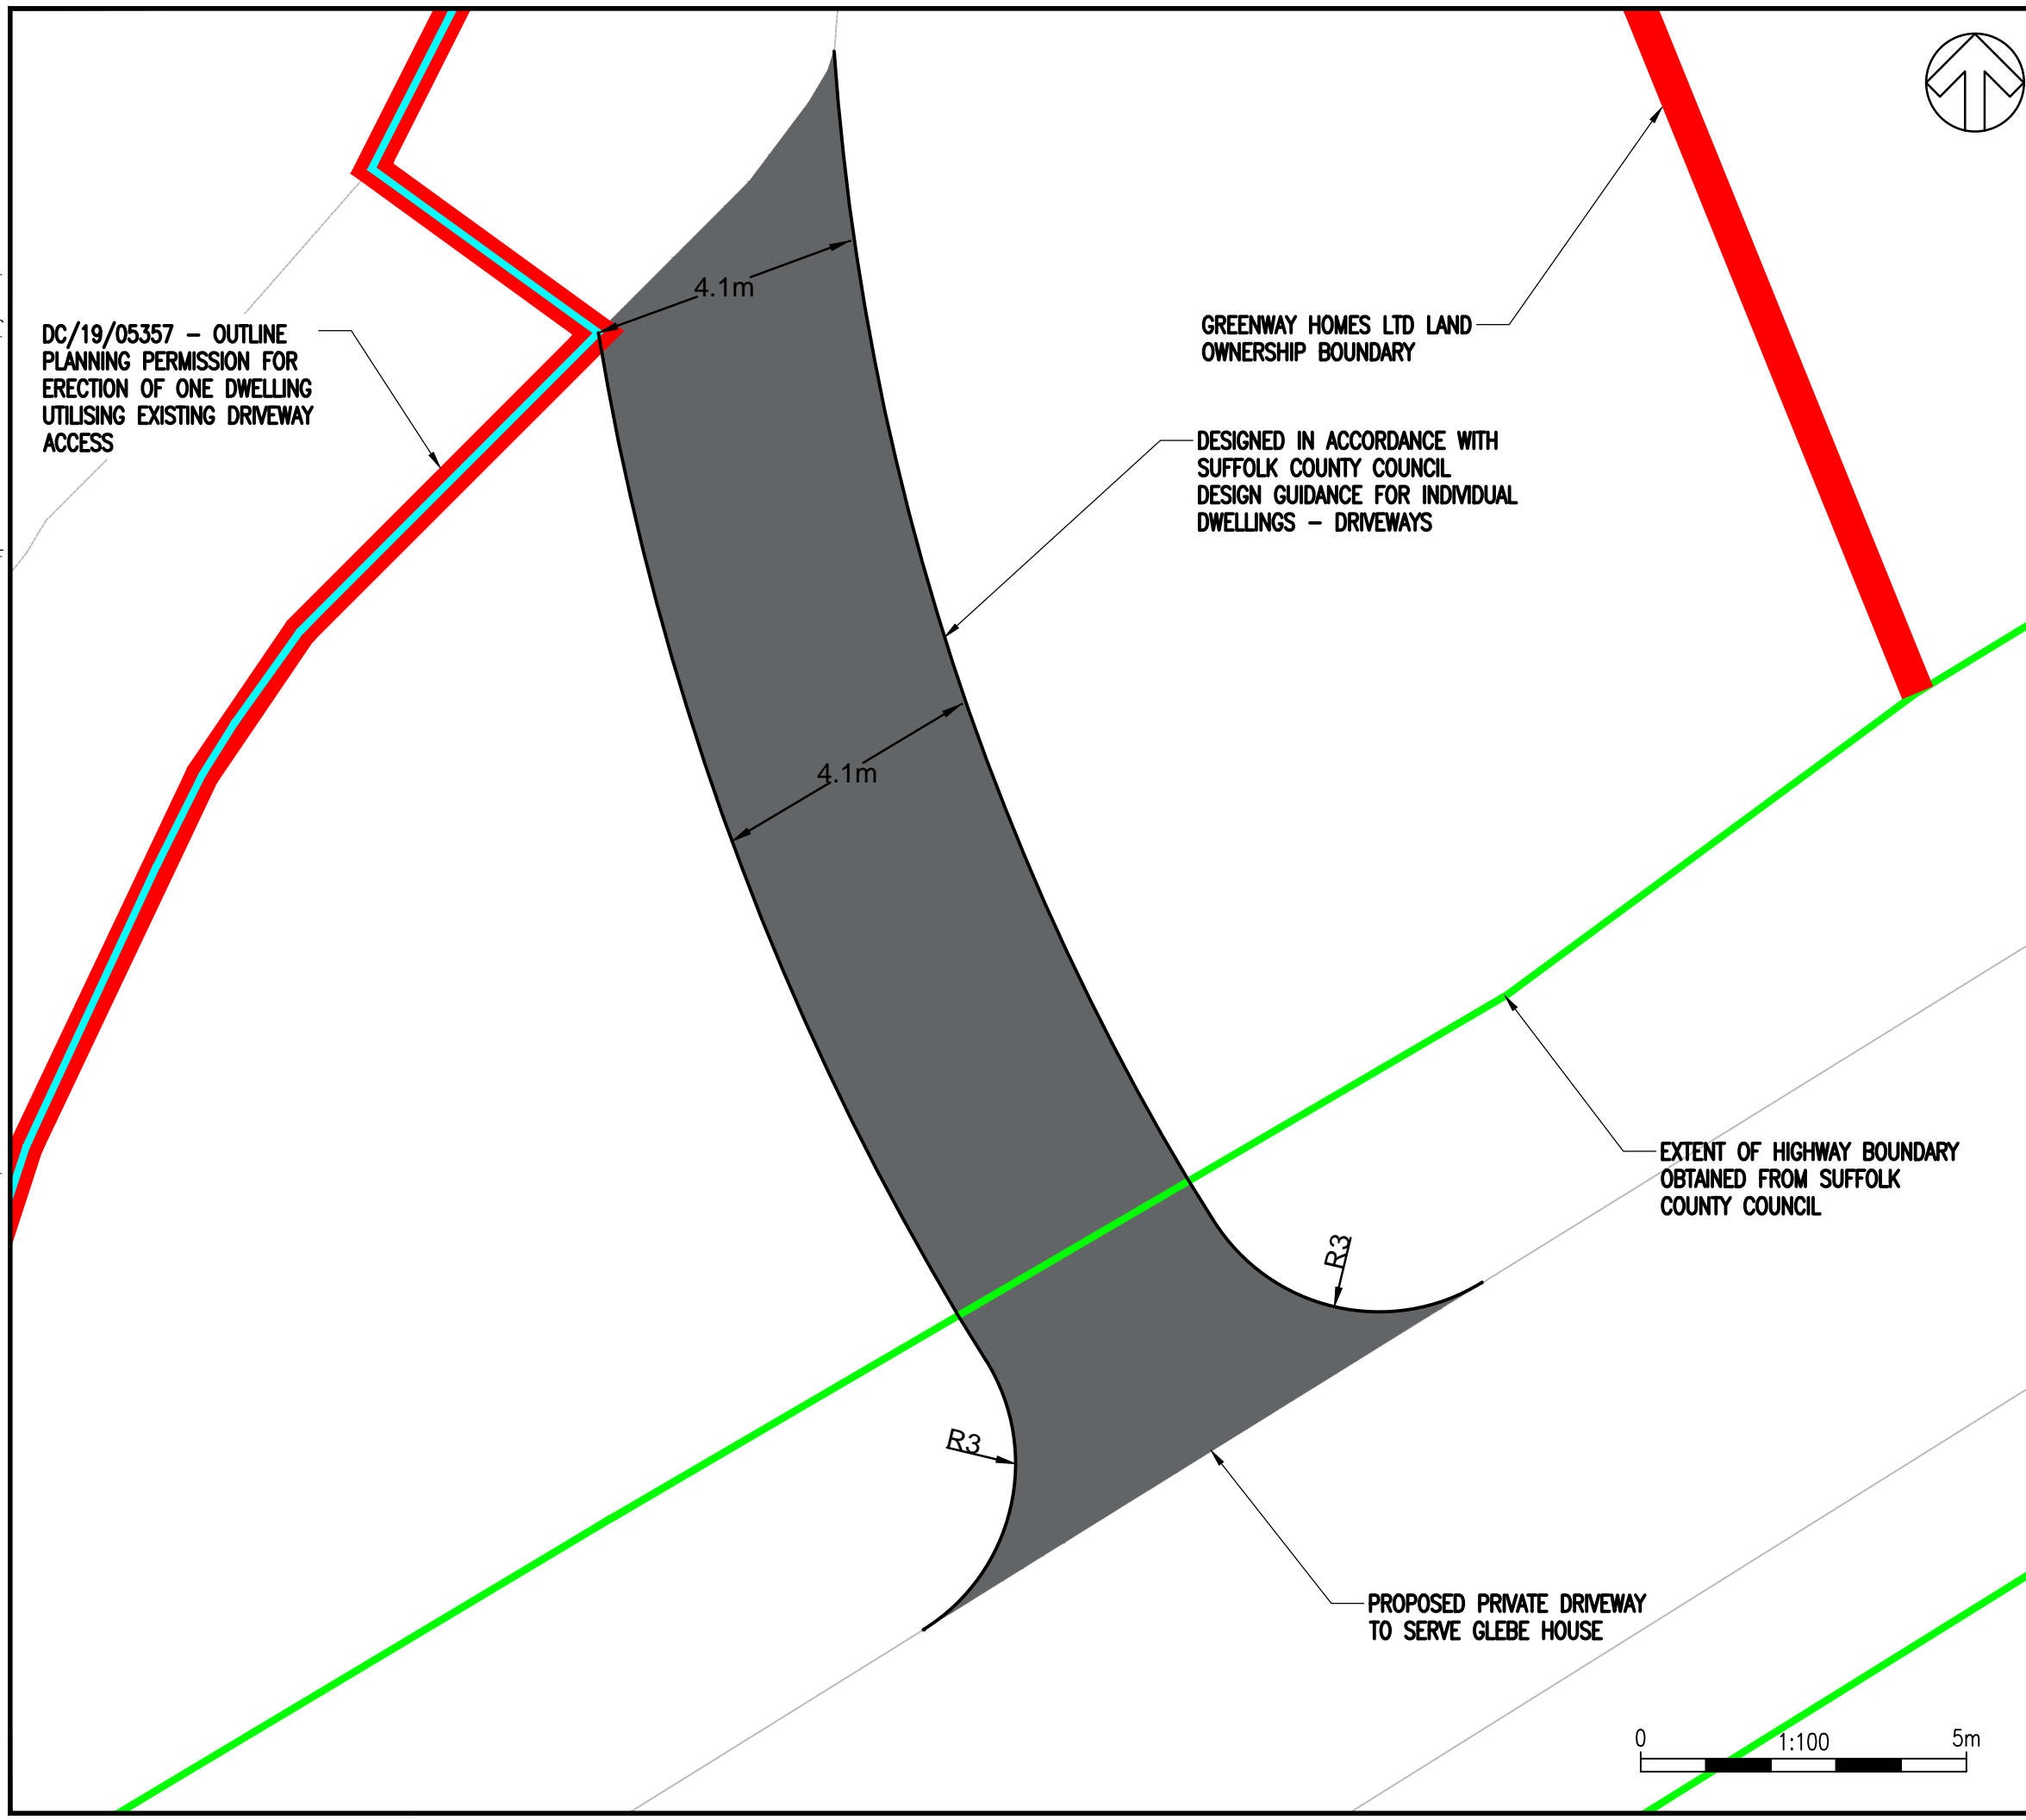 4.1m
DC/19/05357 – OUTLINE
PLANNING PERMISSION FOR
ERECTION OF ONE DWELLING
UTILISING EXISTING DRIVEWAY
ACCESS
GREENWAY HOMES LTD LAND
OWNERSHIP BOUNDARY
DESIGNED IN ACCORDANCE WITH
SUFFOLK COUNTY COUNCIL
DESIGN GUIDANCE FOR INDIVIDUAL
DWELLINGS – DRIVEWAYS
4.1m
EXTENT OF HIGHWAY BOUNDARY
OBTAINED FROM SUFFOLK
COUNTY COUNCIL
R3
R3
PROPOSED PRIVATE DRIVEWAY
TO SERVE GLEBE HOUSE
0 1:100 5m